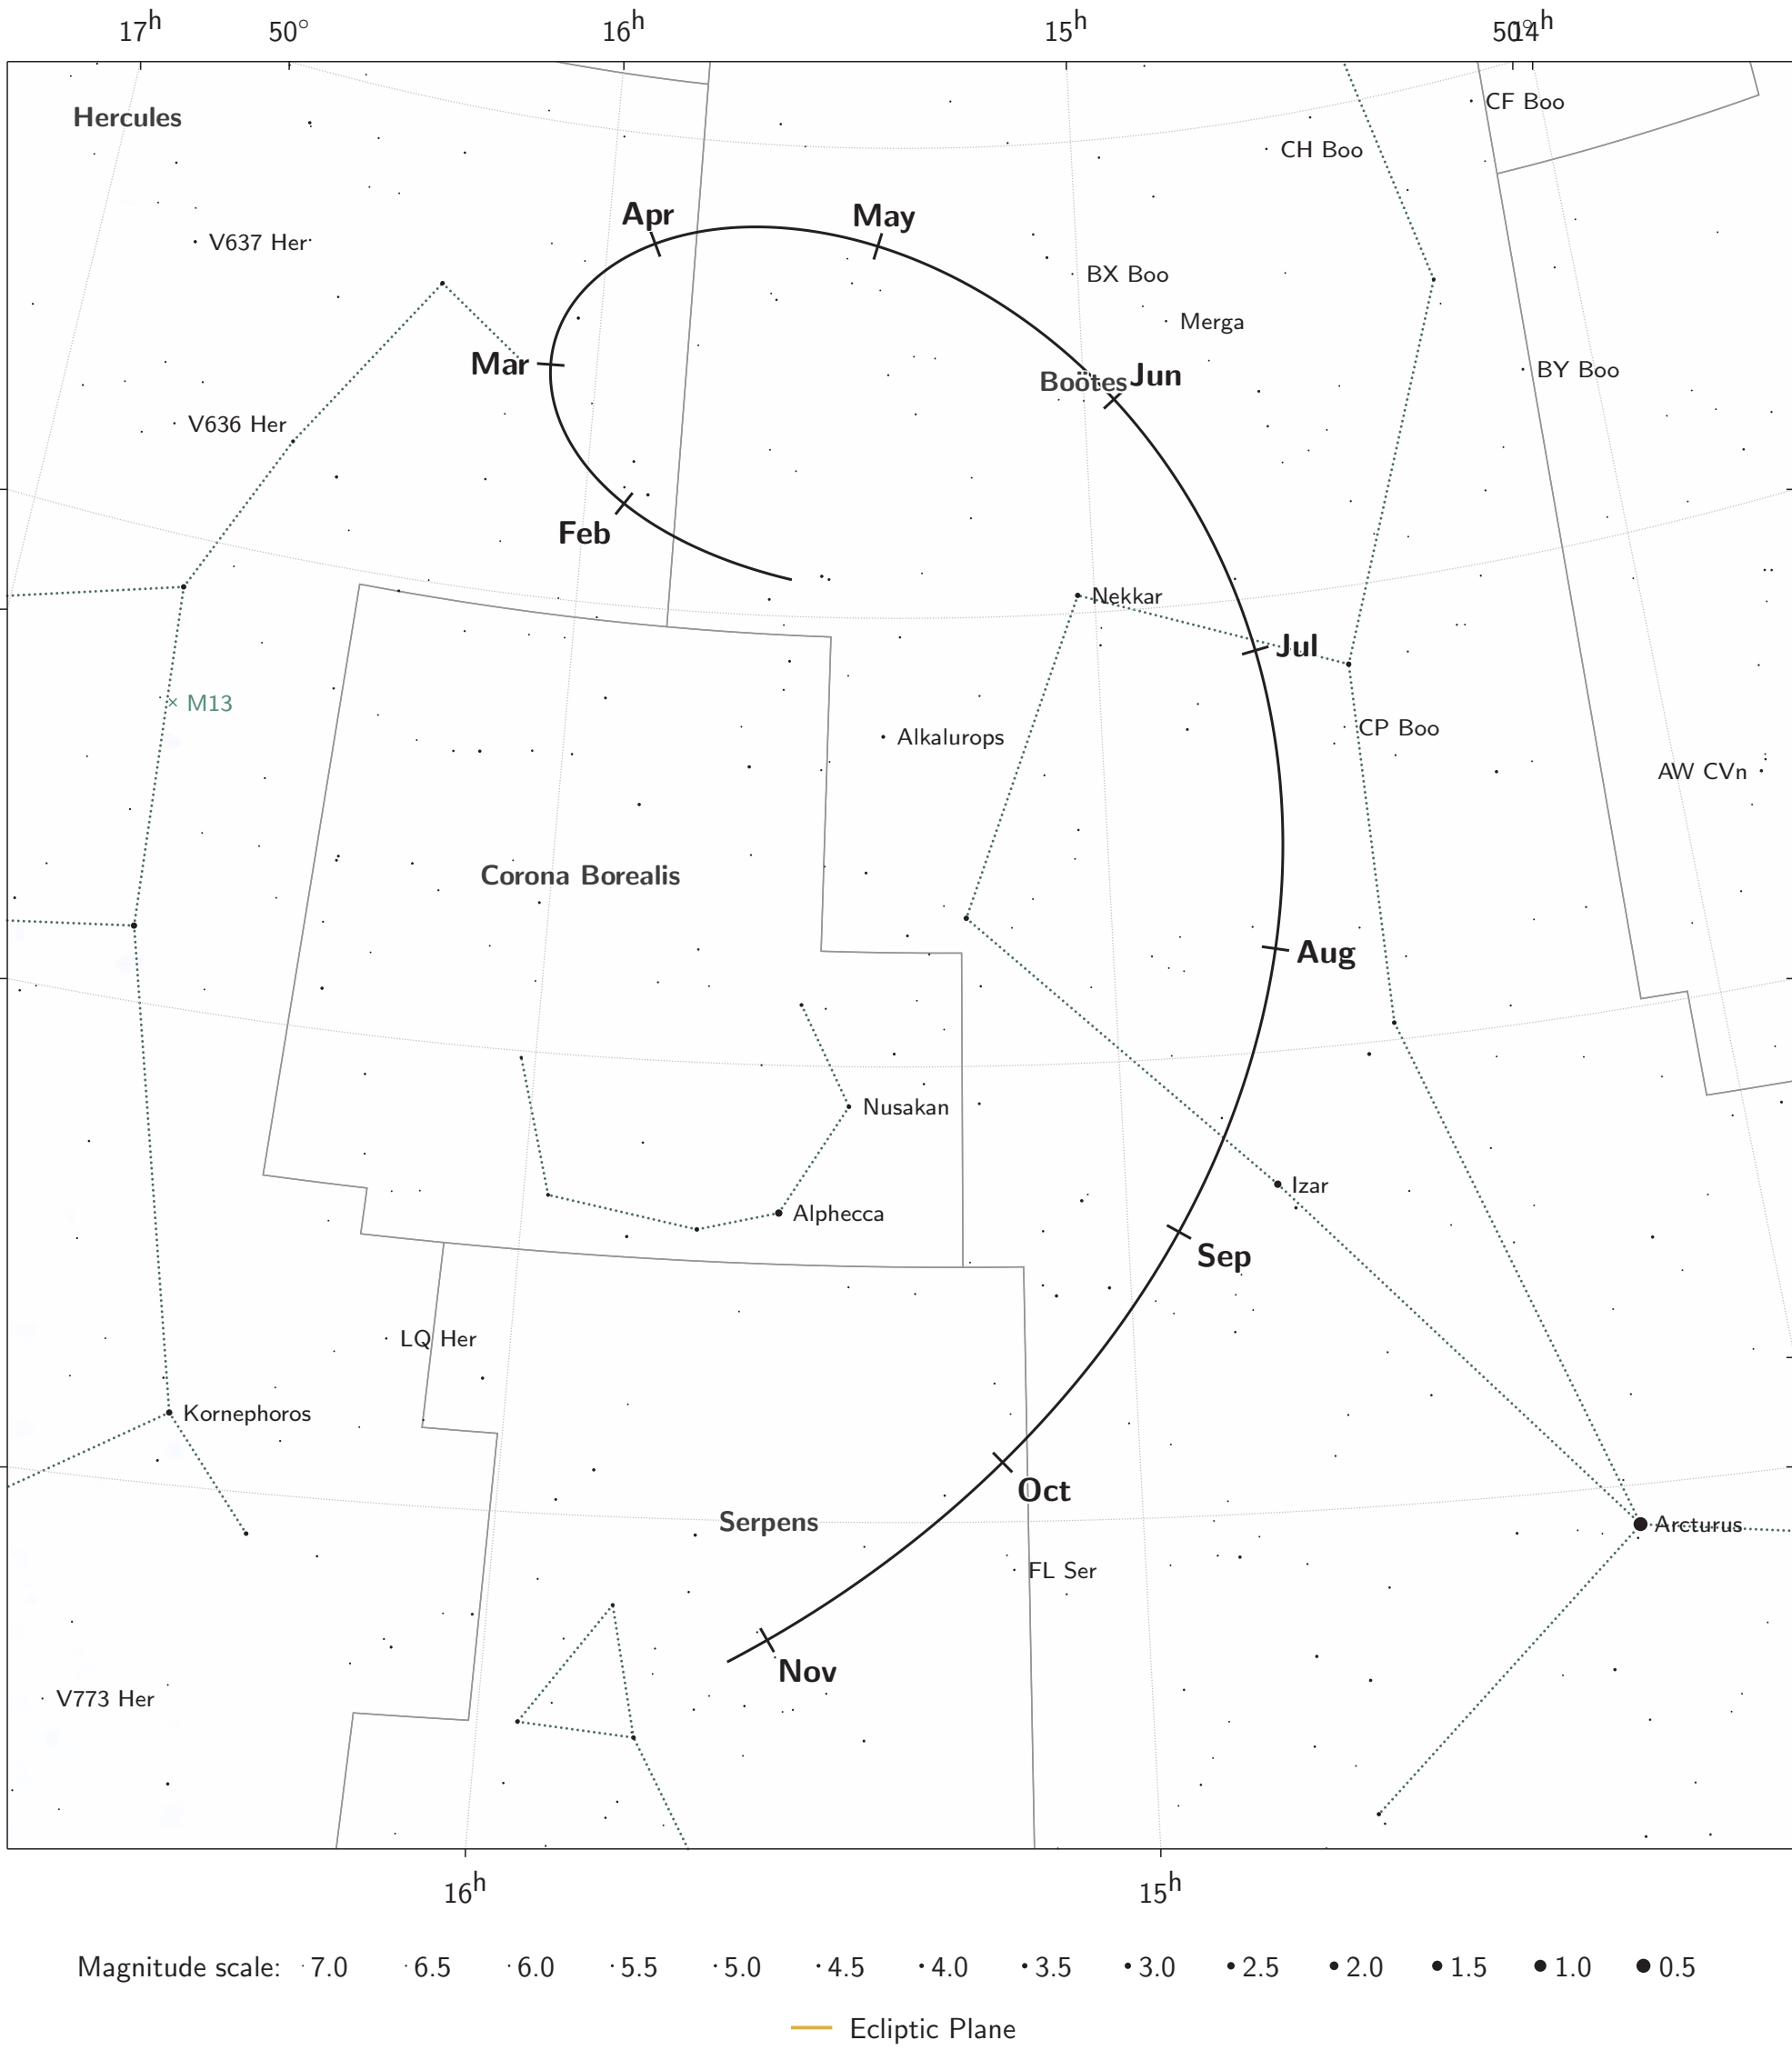 17h 50° 16h 15h 50° 14h
Hercules
CF Boo
CH Boo
Apr
May
V637 Her
BX Boo
Merga
Mar
Boötes
Jun
BY Boo
V636 Her
Feb
Nekkar
Jul
M13
CP Boo
Alkalurops
AW CVn
Corona Borealis
Aug
Nusakan
Izar
Alphecca
Sep
LQ Her
Kornephoros
Oct
Serpens
Arcturus
FL Ser
Nov
V773 Her
16h 15h
Magnitude scale: 7.0 6.5 6.0 5.5 5.0 4.5 4.0 3.5 3.0 2.5 2.0 1.5 1.0 0.5
Ecliptic Plane